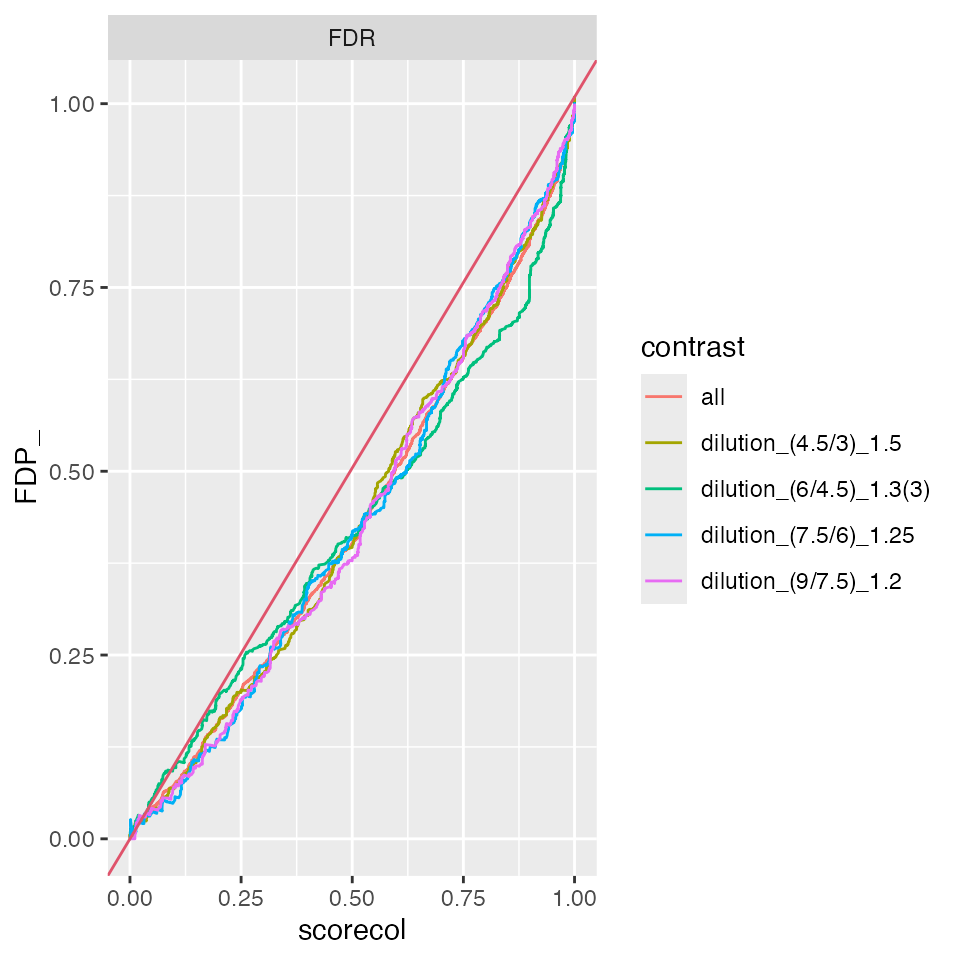 FDR
1.00
0.75
0.50
0.25
0.00
FDP_
0.00 0.25 0.50 0.75 1.00
scorecol
contrast
all
dilution_(4.5/3)_1.5
dilution_(6/4.5)_1.3(3)
dilution_(7.5/6)_1.25
dilution_(9/7.5)_1.2